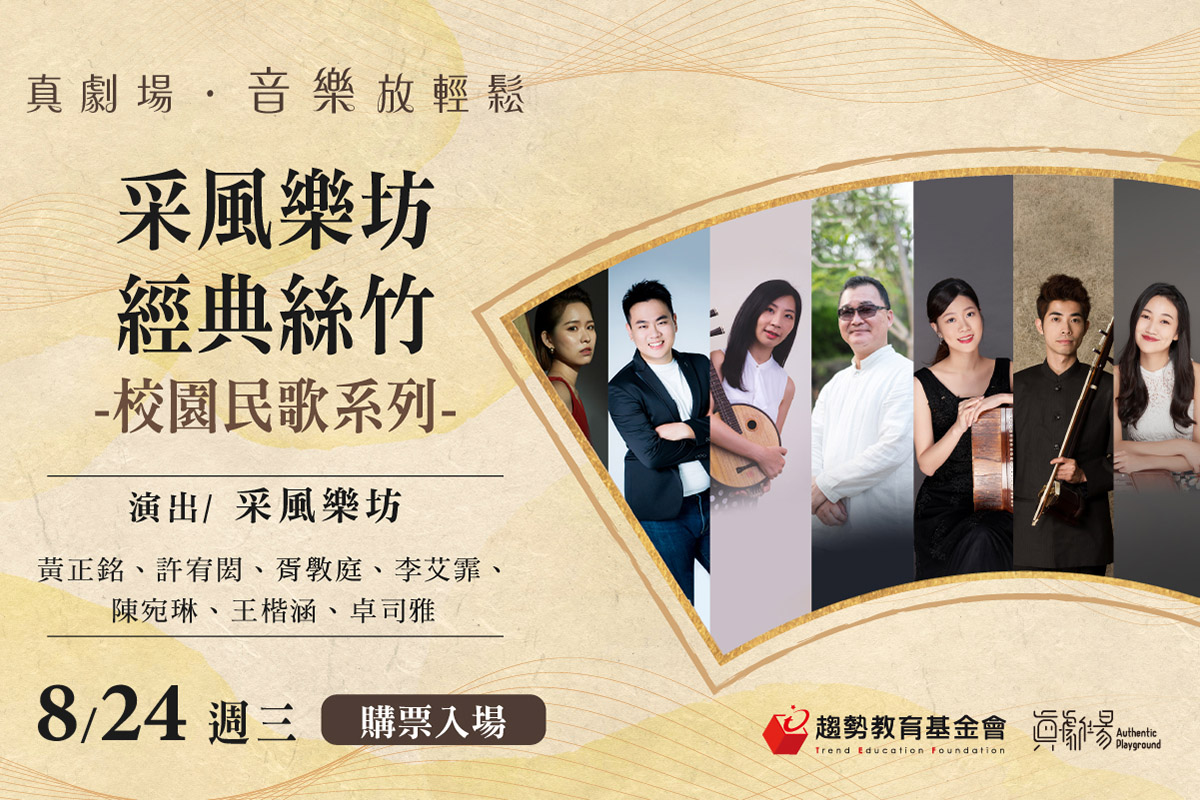 真劇場・音樂放輕鬆
采風樂坊
經典絲竹
-校園民歌系列-
演出/ 采風樂坊
黃正銘、許宥閎、胥斆庭、李艾霏、
陳宛琳、王楷涵、卓司雅
8/24 週三 購票入場
趨勢教育基金會
Trend Education Foundation
真劇場
Authentic
Playground